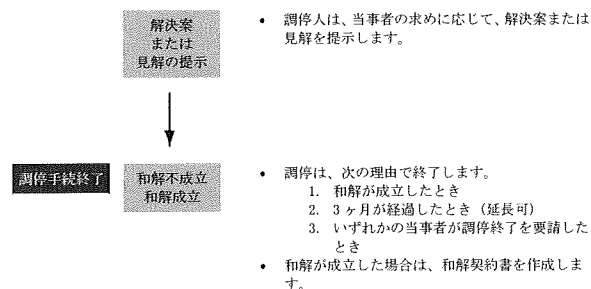 解決案
または
見解の提示
• 調停人は、当事者の求めに応じて、解決案または
見解を提示します。
調停手続終了
和解不成立
和解成立
• 調停は、次の理由で終了します。
1. 和解が成立したとき
2. 3ヶ月が経過したとき（延長可）
3. いずれかの当事者が調停終了を要請した
とき
• 和解が成立した場合は、和解契約書を作成しま
す。